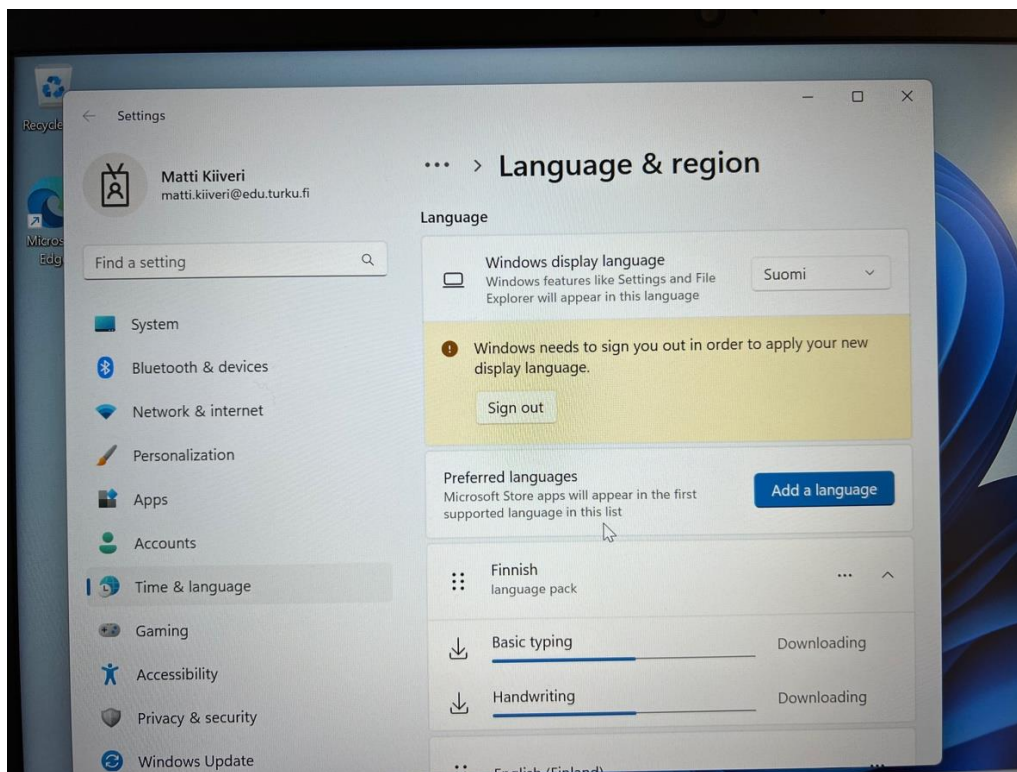 Recycle
Micros
Edg
Settings
Matti Kiiveri
matti.kiiveri@edu.turku.fi
Find a setting
System
Bluetooth & devices
Network & internet
Personalization
Apps
Accounts
Time & language
Gaming
Accessibility
Privacy & security
Windows Update
... > Language & region
Language
Windows display language
Windows features like Settings and File
Explorer will appear in this language
Suomi
Windows needs to sign you out in order to apply your new
display language.
Sign out
Preferred languages
Microsoft Store apps will appear in the first
supported language in this list
Add a language
Finnish
language pack
Basic typing
Downloading
Handwriting
Downloading
English (Finland)